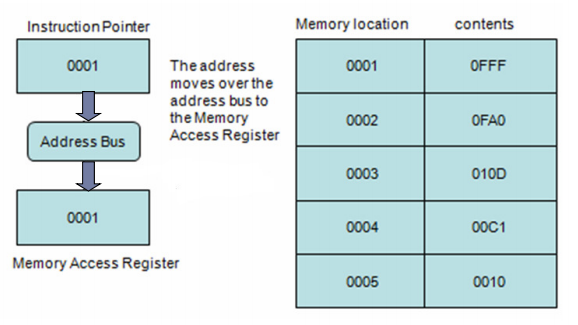 Instruction Pointer
0001
The address
moves over the
address bus to
the Memory
Access Register
Address Bus
0001
Memory Access Register
Memory location contents
0001 0FFF
0002 0FA0
0003 010D
0004 00C1
0005 0010